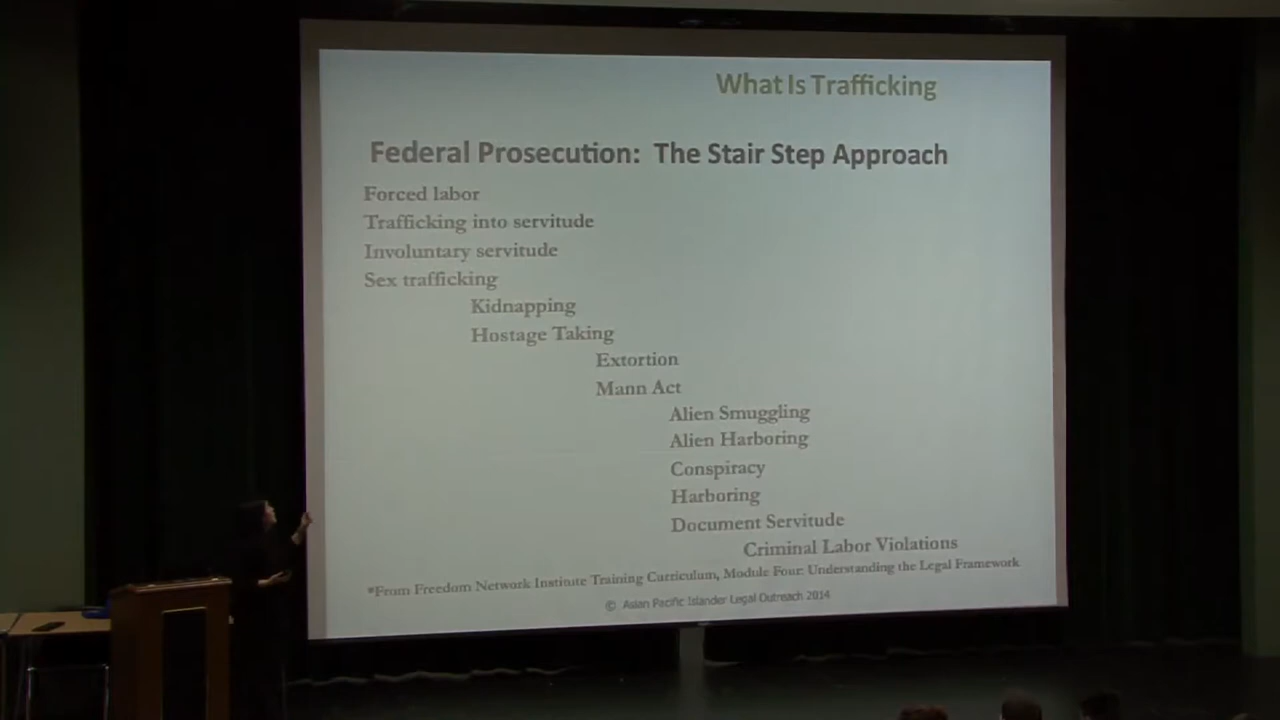 What Is Trafficking
Federal Prosecution: The Stair Step Approach
Forced labor
Trafficking into servitude
Involuntary servitude
Sex trafficking
Kidnapping
Hostage Taking
Extortion
Mann Act
Alien Smuggling
Alien Harboring
Conspiracy
Harboring
Document Servitude
Criminal Labor Violations
*From Freedom Network Institute Training Curriculum, Module Four: Understanding the Legal Framework
© Asian Pacific Islander Legal Outreach 2014